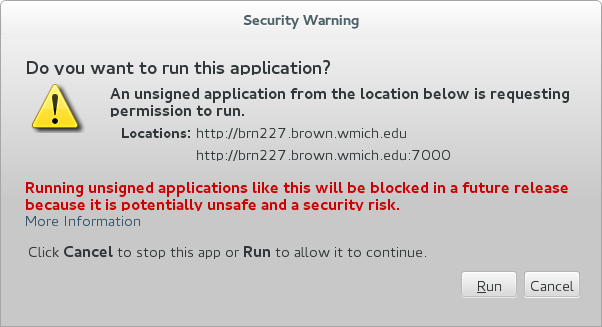 Security Warning
Do you want to run this application?
An unsigned application from the location below is requesting
permission to run.
Locations: http://brn227.brown.wmich.edu
http://brn227.brown.wmich.edu:7000
Running unsigned applications like this will be blocked in a future release
because it is potentially unsafe and a security risk.
More Information
Click Cancel to stop this app or Run to allow it to continue.
Run Cancel